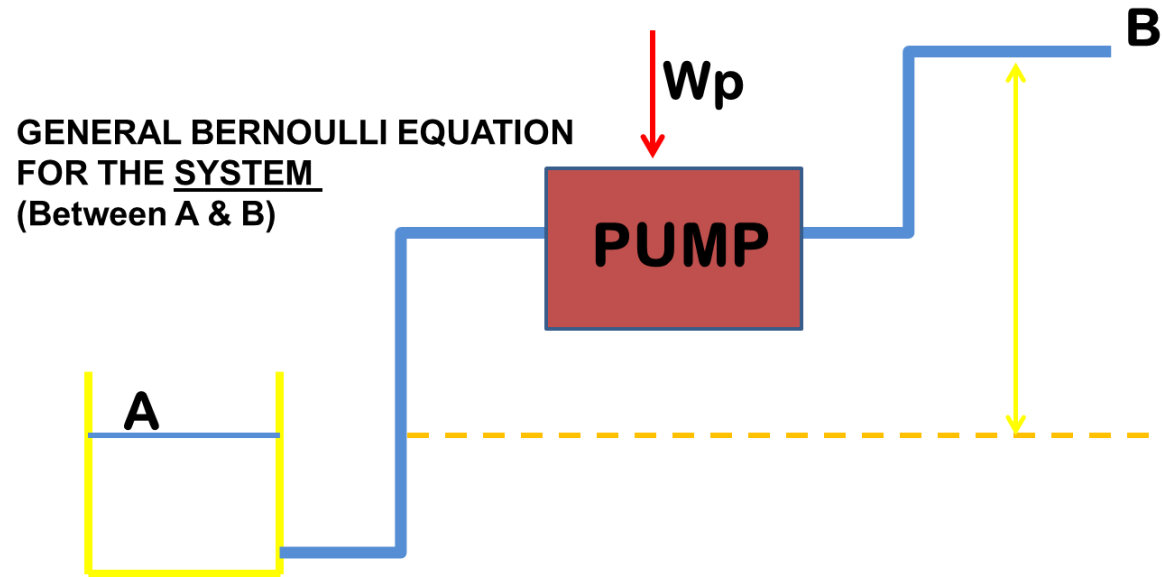 B
Wp
GENERAL BERNOULLI EQUATION
FOR THE SYSTEM
(Between A & B)
PUMP
A